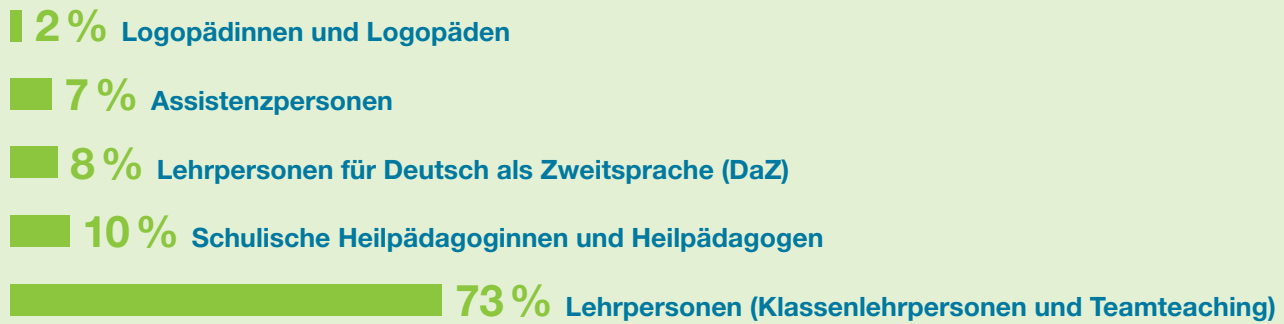 2 % Logopädinnen und Logopäden
7 % Assistenzpersonen
8 % Lehrpersonen für Deutsch als Zweitsprache (DaZ)
10 % Schulische Heilpädagoginnen und Heilpädagogen
73 % Lehrpersonen (Klassenlehrpersonen und Teamteaching)